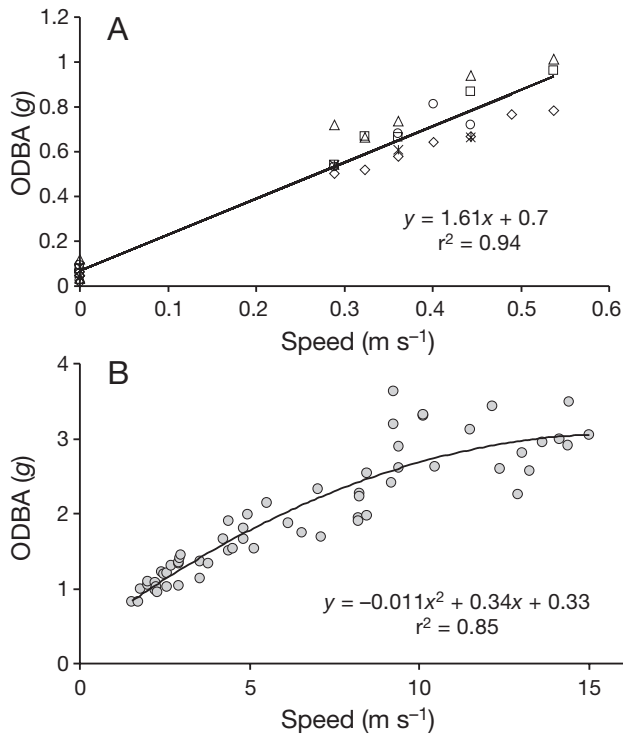 A
1.2
1
0.8
0.6
0.4
0.2
0
ODBA (g)
y = 1.61x + 0.7
r² = 0.94
0 0.1 0.2 0.3 0.4 0.5 0.6
Speed (m s⁻¹)
B
4
3
2
1
0
ODBA (g)
y = –0.011x² + 0.34x + 0.33
r² = 0.85
0 5 10 15
Speed (m s⁻¹)